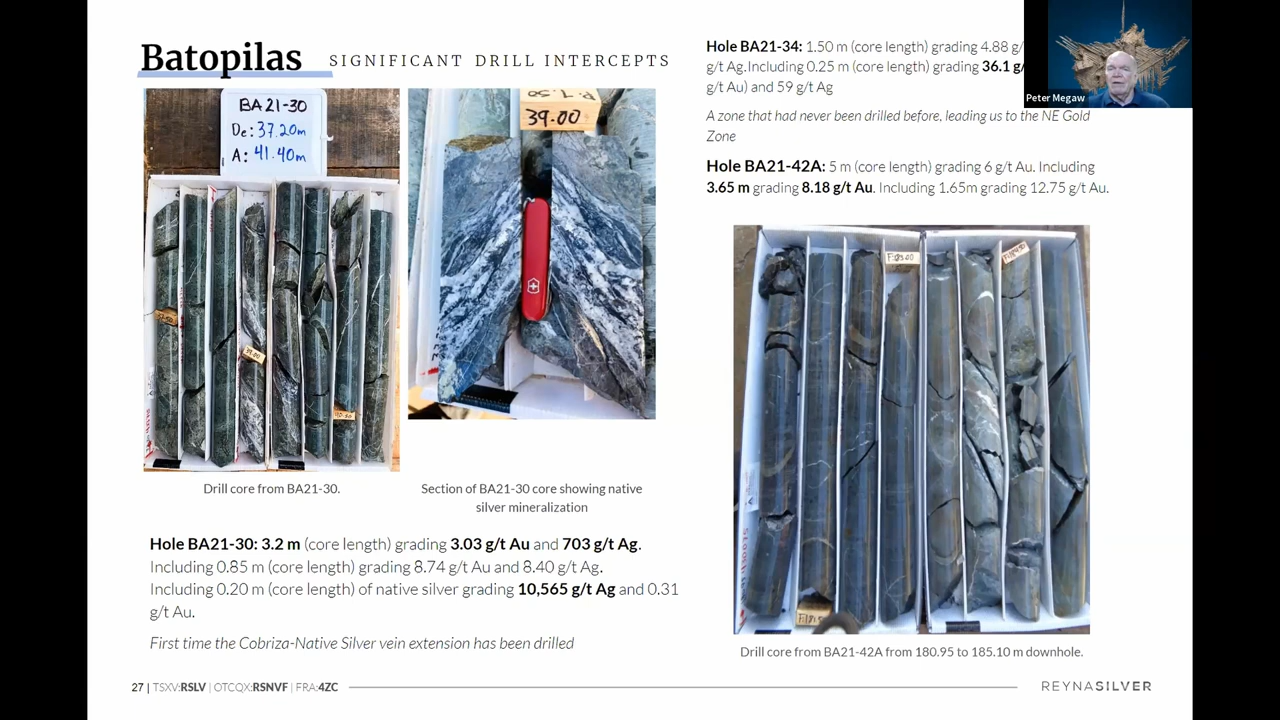 Batopilas SIGNIFICANT DRILL INTERCEPTS
BA21-30
De: 37.20m
A: 41.40m
39.00
39.00
Drill core from BA21-30.
Section of BA21-30 core showing native
silver mineralization
Hole BA21-30: 3.2 m (core length) grading 3.03 g/t Au and 703 g/t Ag.
Including 0.85 m (core length) grading 8.74 g/t Au and 8.40 g/t Ag.
Including 0.20 m (core length) of native silver grading 10,565 g/t Ag and 0.31
g/t Au.
First time the Cobriza-Native Silver vein extension has been drilled
Hole BA21-34: 1.50 m (core length) grading 4.88 g/
g/t Ag.Including 0.25 m (core length) grading 36.1 g/
g/t Au) and 59 g/t Ag
A zone that had never been drilled before, leading us to the NE Gold
Zone
Hole BA21-42A: 5 m (core length) grading 6 g/t Au. Including
3.65 m grading 8.18 g/t Au. Including 1.65m grading 12.75 g/t Au.
Drill core from BA21-42A from 180.95 to 185.10 m downhole.
Peter Megaw
27 | TSXV:RSLV | OTCQX:RSNVF | FRA:4ZC
REYNASILVER